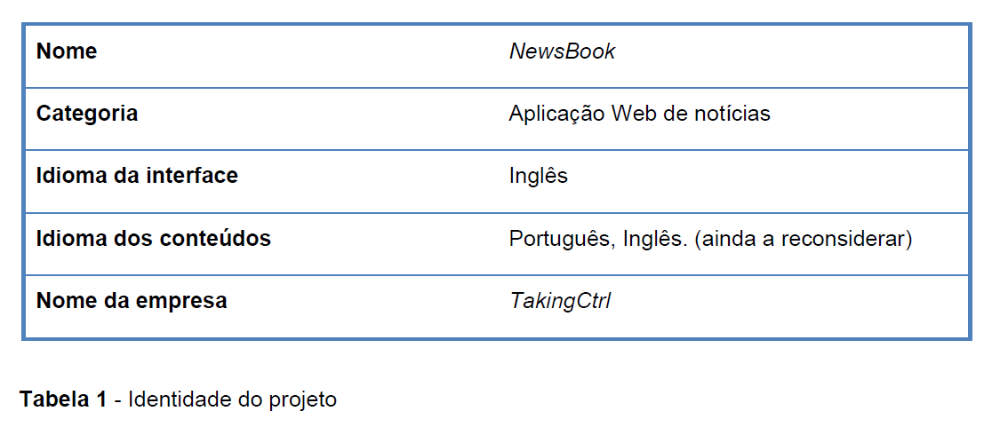 Nome NewsBook
Categoria Aplicação Web de notícias
Idioma da interface Inglês
Idioma dos conteúdos Português, Inglês. (ainda a reconsiderar)
Nome da empresa TakingCtrl
Tabela 1 - Identidade do projeto